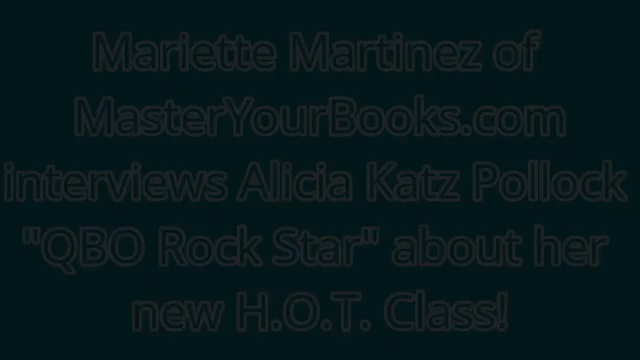 Mariette Martinez of
MasterYourBooks.com
interviews Alicia Katz Pollock
"QBO Rock Star" about her
new H.O.T. Class!